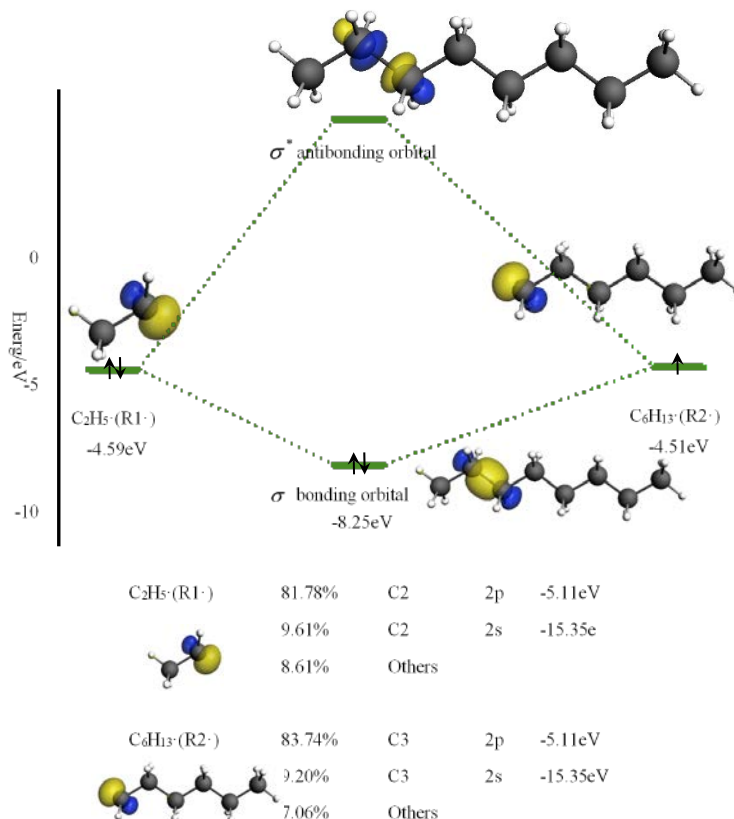 σ* antibonding orbital
0
Energy/eV
-5
C₂H₅·(R1·)
-4.59eV
C₆H₁₃·(R2·)
-4.51eV
σ bonding orbital
-8.25eV
-10
C₂H₅·(R1·) 81.78% C2 2p -5.11eV
9.61% C2 2s -15.35e
8.61% Others
C₆H₁₃·(R2·) 83.74% C3 2p -5.11eV
9.20% C3 2s -15.35eV
7.06% Others